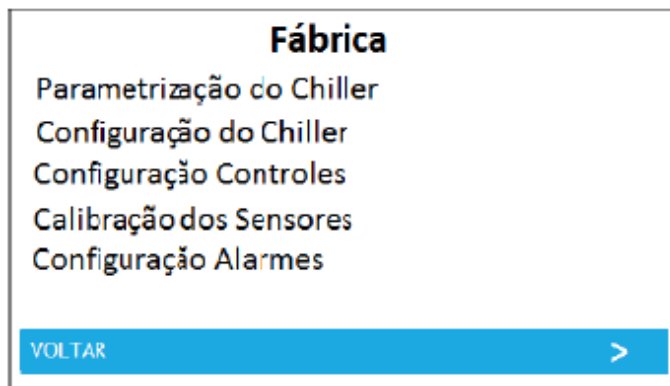 Fábrica
Parametrização do Chiller
Configuração do Chiller
Configuração Controles
Calibração dos Sensores
Configuração Alarmes
VOLTAR >